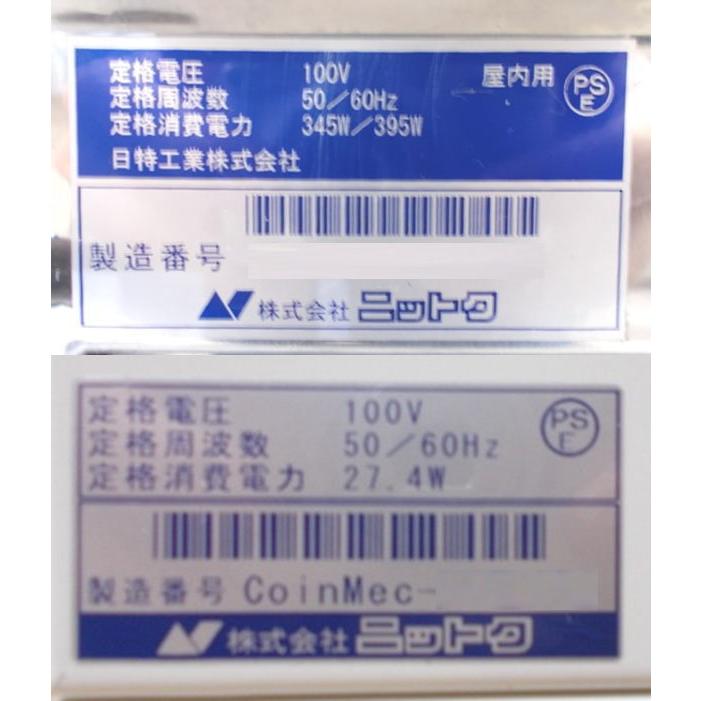 定格電圧 100V 屋内用 PSE
定格周波数 50/60Hz
定格消費電力 345W/395W
日特工業株式会社
製造番号
株式会社ニットク
定格電圧 100V PSE
定格周波数 50/60Hz
定格消費電力 27.4W
製造番号 CoinMec-
株式会社ニットク